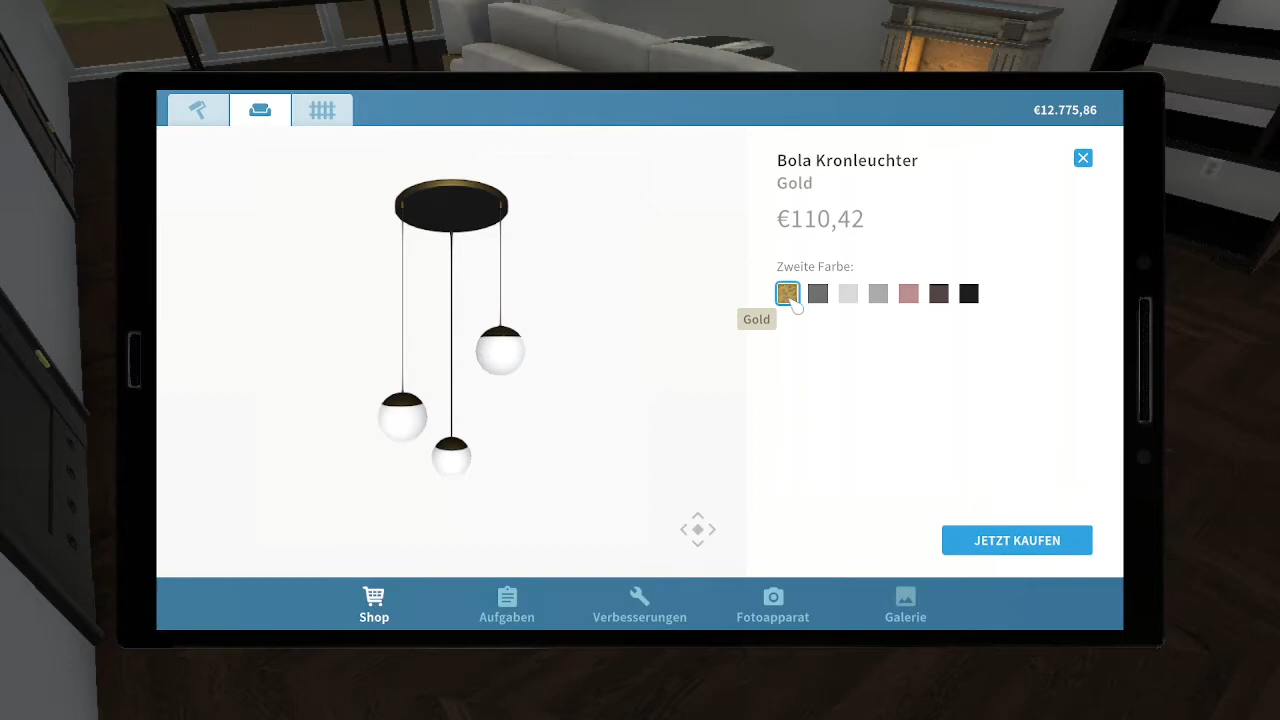 €12.775,86
Bola Kronleuchter
Gold
€110,42
Zweite Farbe:
Gold
JETZT KAUFEN
Shop
Aufgaben
Verbesserungen
Fotoapparat
Galerie